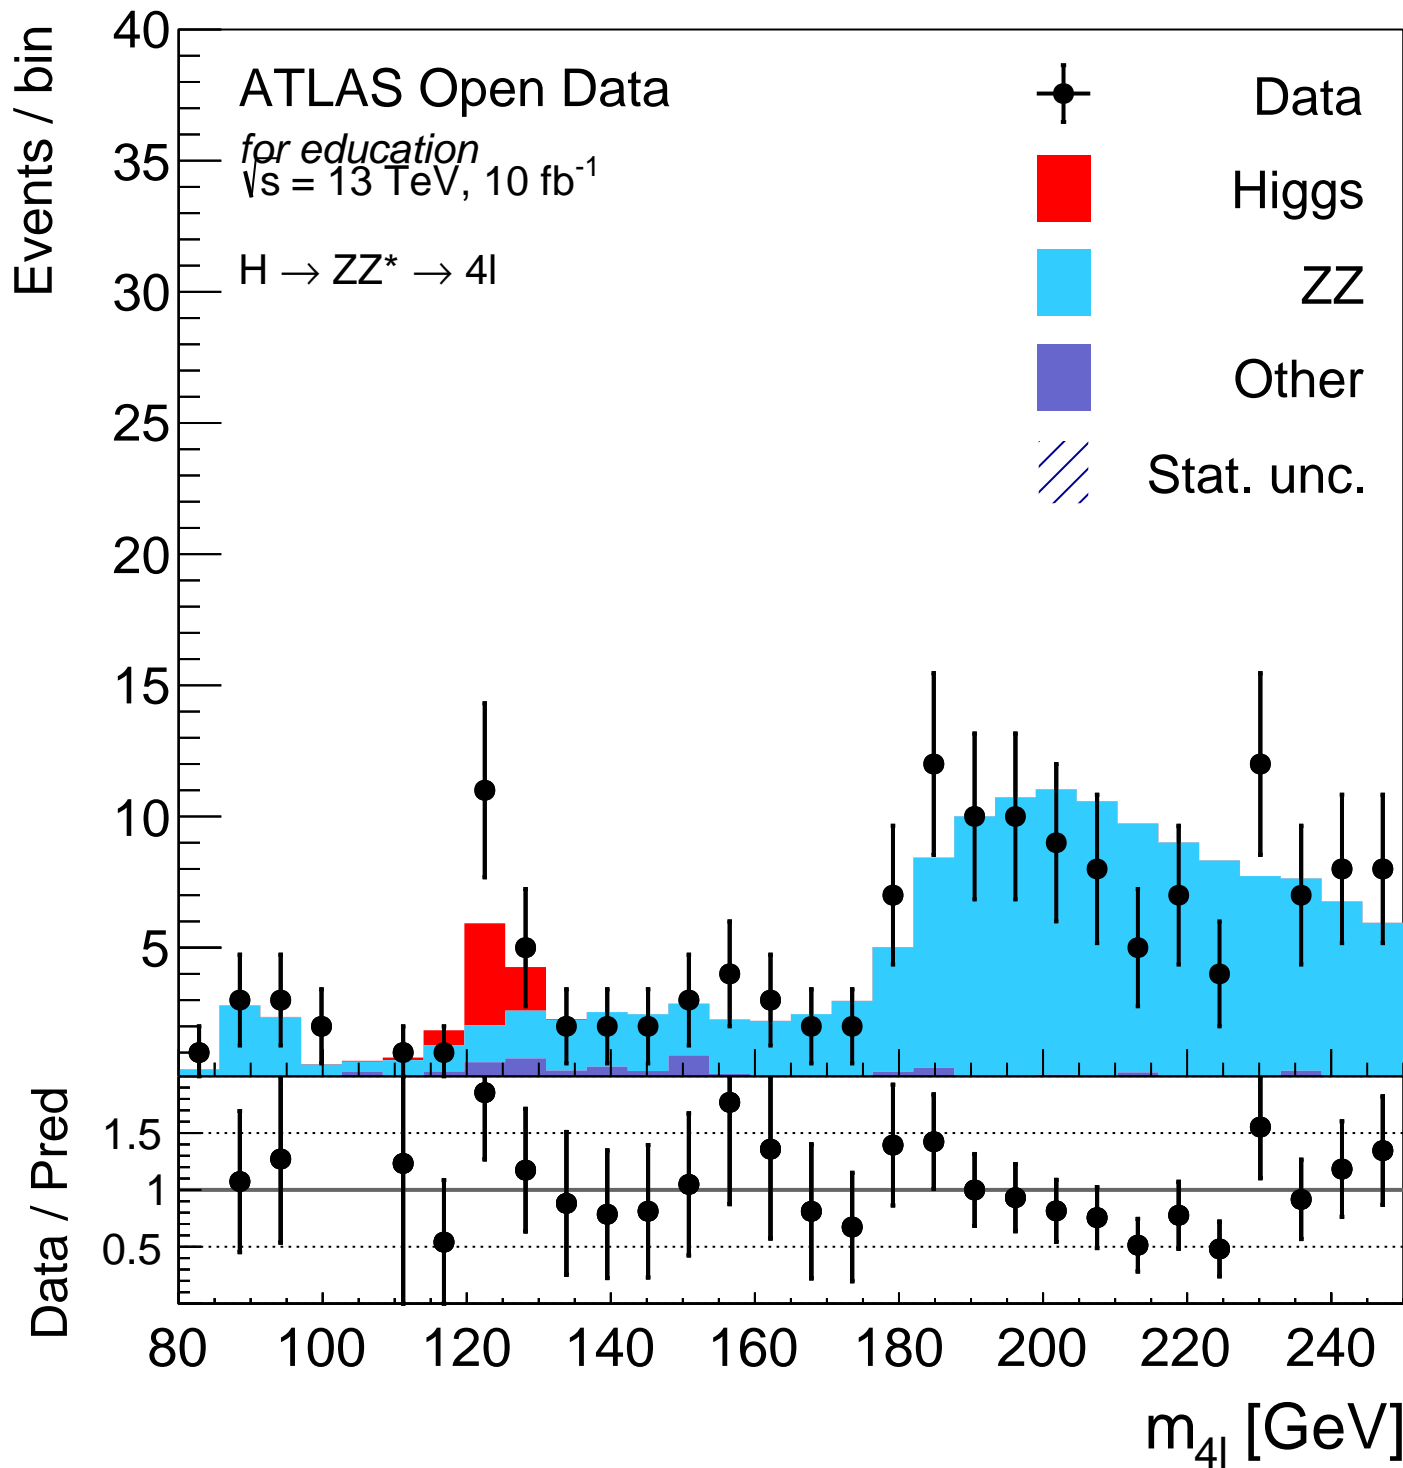 Events / bin
40
35
30
25
20
15
10
5
ATLAS Open Data
for education
√s = 13 TeV, 10 fb⁻¹
H → ZZ* → 4l
Data
Higgs
ZZ
Other
Stat. unc.
Data / Pred
1.5
1
0.5
80 100 120 140 160 180 200 220 240
m₄ₗ [GeV]